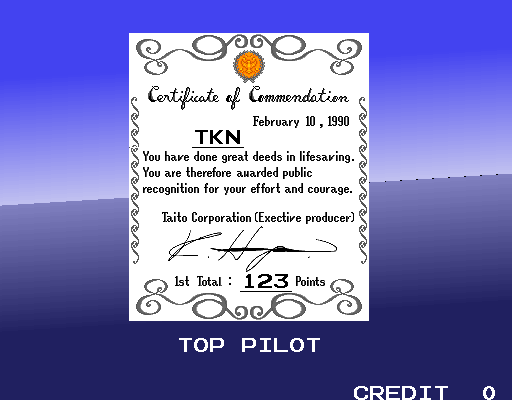 Certificate of Commendation
February 10 , 1990
TKN
You have done great deeds in lifesaving.
You are therefore awarded public
recognition for your effort and courage.
Taito Corporation (Exective producer)
1st Total : 123 Points
TOP PILOT
CREDIT 0